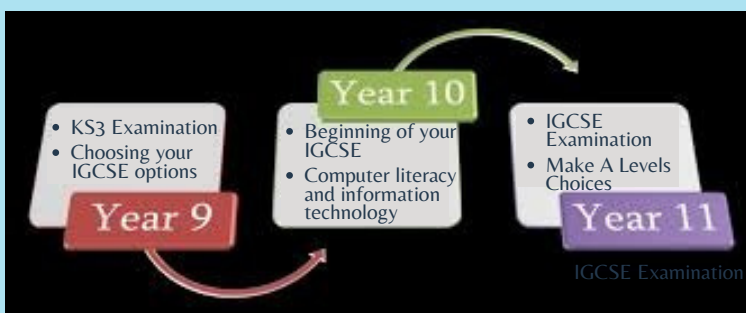 • KS3 Examination
• Choosing your
IGCSE options
Year 9
Year 10
• Beginning of your
IGCSE
• Computer literacy
and information
technology
• IGCSE
Examination
• Make A Levels
Choices
Year 11
IGCSE Examination